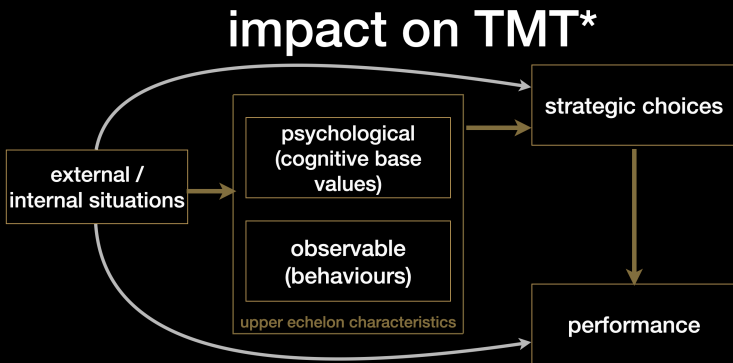 impact on TMT*
external /
internal situations
psychological
(cognitive base
values)
observable
(behaviours)
upper echelon characteristics
strategic choices
performance